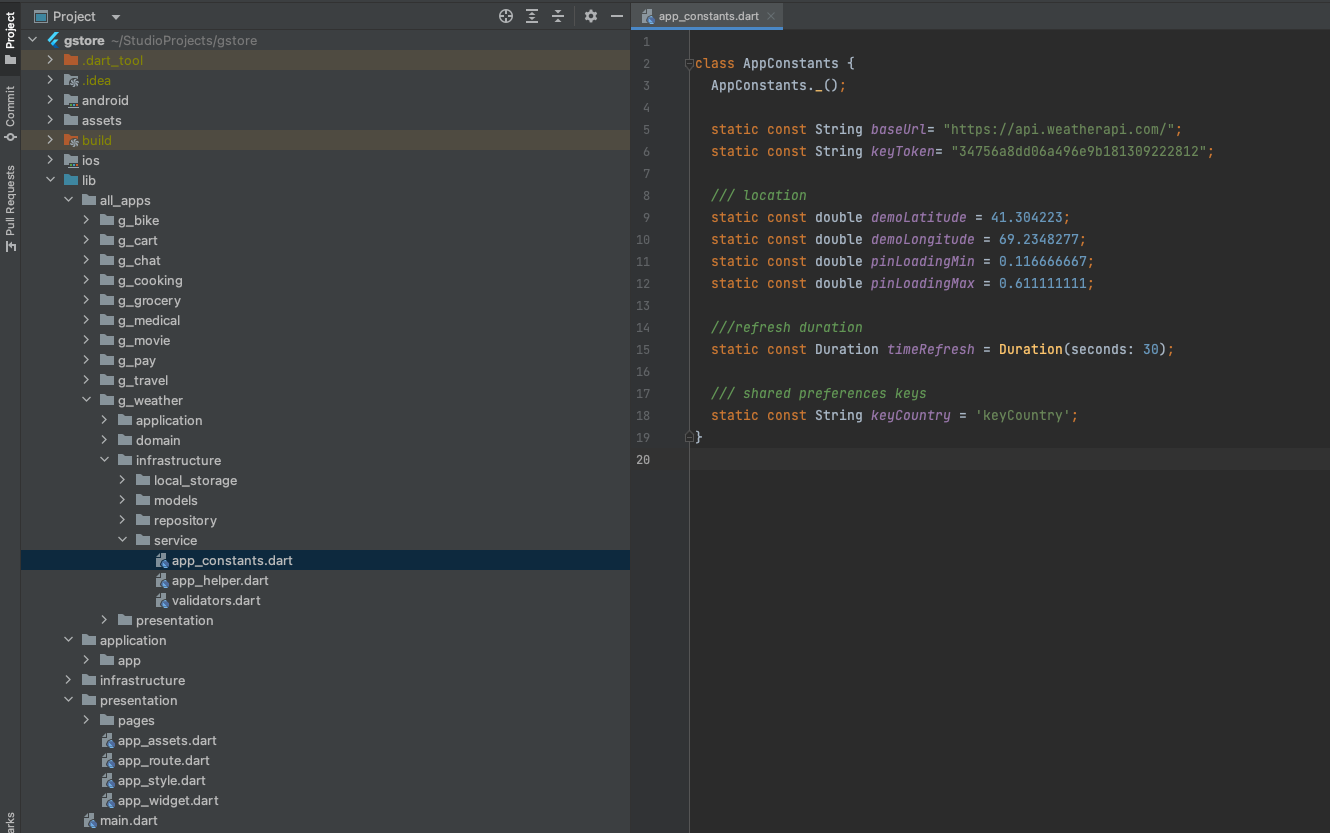 Project
app_constants.dart
Project
Commit
Pull Requests
arks
gstore ~/StudioProjects/gstore
.dart_tool
.idea
android
assets
build
ios
lib
all_apps
g_bike
g_cart
g_chat
g_cooking
g_grocery
g_medical
g_movie
g_pay
g_travel
g_weather
application
domain
infrastructure
local_storage
models
repository
service
app_constants.dart
app_helper.dart
validators.dart
presentation
application
app
infrastructure
presentation
pages
app_assets.dart
app_route.dart
app_style.dart
app_widget.dart
main.dart
1
2 class AppConstants {
3 AppConstants._();
4
5 static const String baseUrl= "https://api.weatherapi.com/";
6 static const String keyToken= "34756a8dd06a496e9b181309222812";
7
8 /// location
9 static const double demoLatitude = 41.304223;
10 static const double demoLongitude = 69.2348277;
11 static const double pinLoadingMin = 0.116666667;
12 static const double pinLoadingMax = 0.611111111;
13
14 ///refresh duration
15 static const Duration timeRefresh = Duration(seconds: 30);
16
17 /// shared preferences keys
18 static const String keyCountry = 'keyCountry';
19 }
20